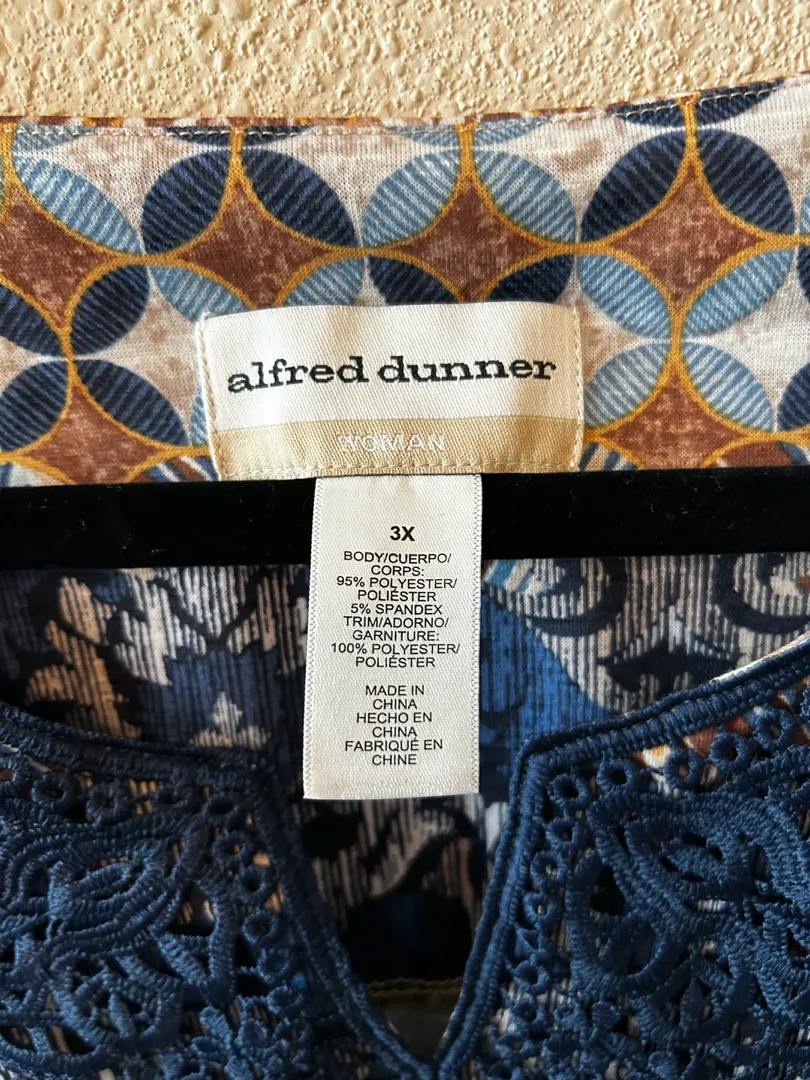 alfred dunner
WOMAN
3X
BODY/CUERPO/
CORPS:
95% POLYESTER/
POLIÉSTER
5% SPANDEX
TRIM/ADORNO/
GARNITURE:
100% POLYESTER/
POLIÉSTER
MADE IN
CHINA
HECHO EN
CHINA
FABRIQUÉ EN
CHINE